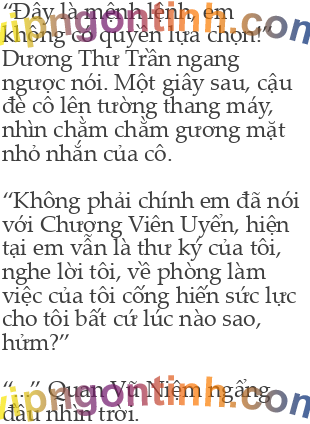 “Đây là mệnh lệnh, em
không có quyền lựa chọn!”
Dương Thư Trần ngang
ngược nói. Một giây sau, cậu
đè cô lên tường thang máy,
nhìn chằm chằm gương mặt
nhỏ nhắn của cô.
“Không phải chính em đã nói
với Chương Viên Uyển, hiện
tại em vẫn là thư ký của tôi,
nghe lời tôi, về phòng làm
việc của tôi cống hiến sức lực
cho tôi bất cứ lúc nào sao,
hửm?”
“...” Quan Vũ Niệm ngẩng
đầu nhìn trời.
vipngontinh.com
vipngontinh.com